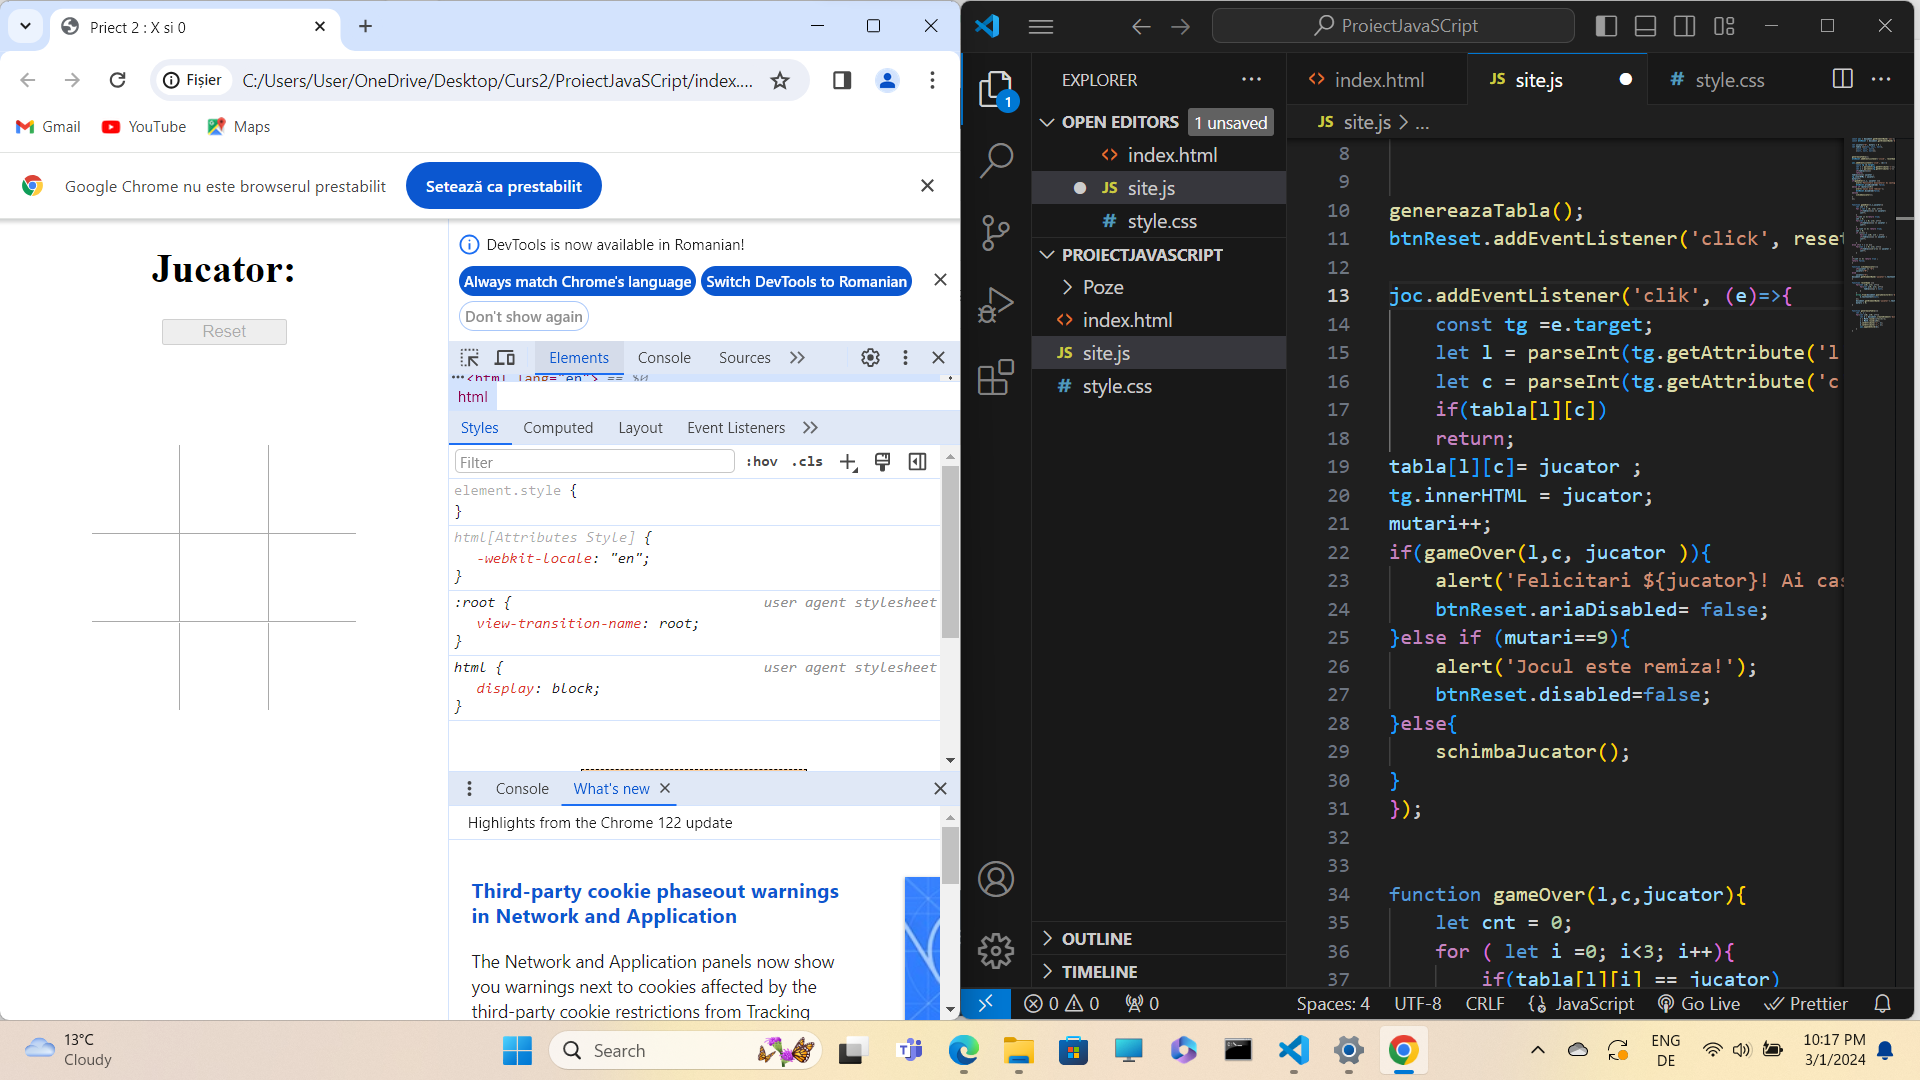 Priect 2 : X si 0
Fișier
C:/Users/User/OneDrive/Desktop/Curs2/ProiectJavaSCript/index....
Gmail
YouTube
Maps
Google Chrome nu este browserul prestabilit
Setează ca prestabilit
Jucator:
Reset
DevTools is now available in Romanian!
Always match Chrome's language
Switch DevTools to Romanian
Don't show again
Elements
Console
Sources
<html lang="en"> == $0
html
Styles
Computed
Layout
Event Listeners
Filter
:hov
.cls
element.style {
}
html[Attributes Style] {
-webkit-locale: "en";
}
:root {
user agent stylesheet
view-transition-name: root;
}
html {
user agent stylesheet
display: block;
}
Console
What's new
Highlights from the Chrome 122 update
Third-party cookie phaseout warnings
in Network and Application
The Network and Application panels now show
you warnings next to cookies affected by the
third-party cookie restrictions from Tracking
ProiectJavaSCript
1
EXPLORER
OPEN EDITORS
1 unsaved
index.html
JS site.js
# style.css
PROIECTJAVASCRIPT
Poze
index.html
JS site.js
# style.css
OUTLINE
TIMELINE
index.html
JS site.js
# style.css
JS site.js > ...
8
9
10 genereazaTabla();
11 btnReset.addEventListener('click', reset
12
13 joc.addEventListener('clik', (e)=>{
14 const tg =e.target;
15 let l = parseInt(tg.getAttribute('l
16 let c = parseInt(tg.getAttribute('c
17 if(tabla[l][c])
18 return;
19 tabla[l][c]= jucator ;
20 tg.innerHTML = jucator;
21 mutari++;
22 if(gameOver(l,c, jucator )){
23 alert('Felicitari ${jucator}! Ai cas
24 btnReset.ariaDisabled= false;
25 }else if (mutari==9){
26 alert('Jocul este remiza!');
27 btnReset.disabled=false;
28 }else{
29 schimbaJucator();
30 }
31 });
32
33
34 function gameOver(l,c,jucator){
35 let cnt = 0;
36 for ( let i =0; i<3; i++){
37 if(tabla[l][i] == jucator)
0
0
0
Spaces: 4
UTF-8
CRLF
JavaScript
Go Live
Prettier
13°C
Cloudy
Search
ENG
DE
10:17 PM
3/1/2024